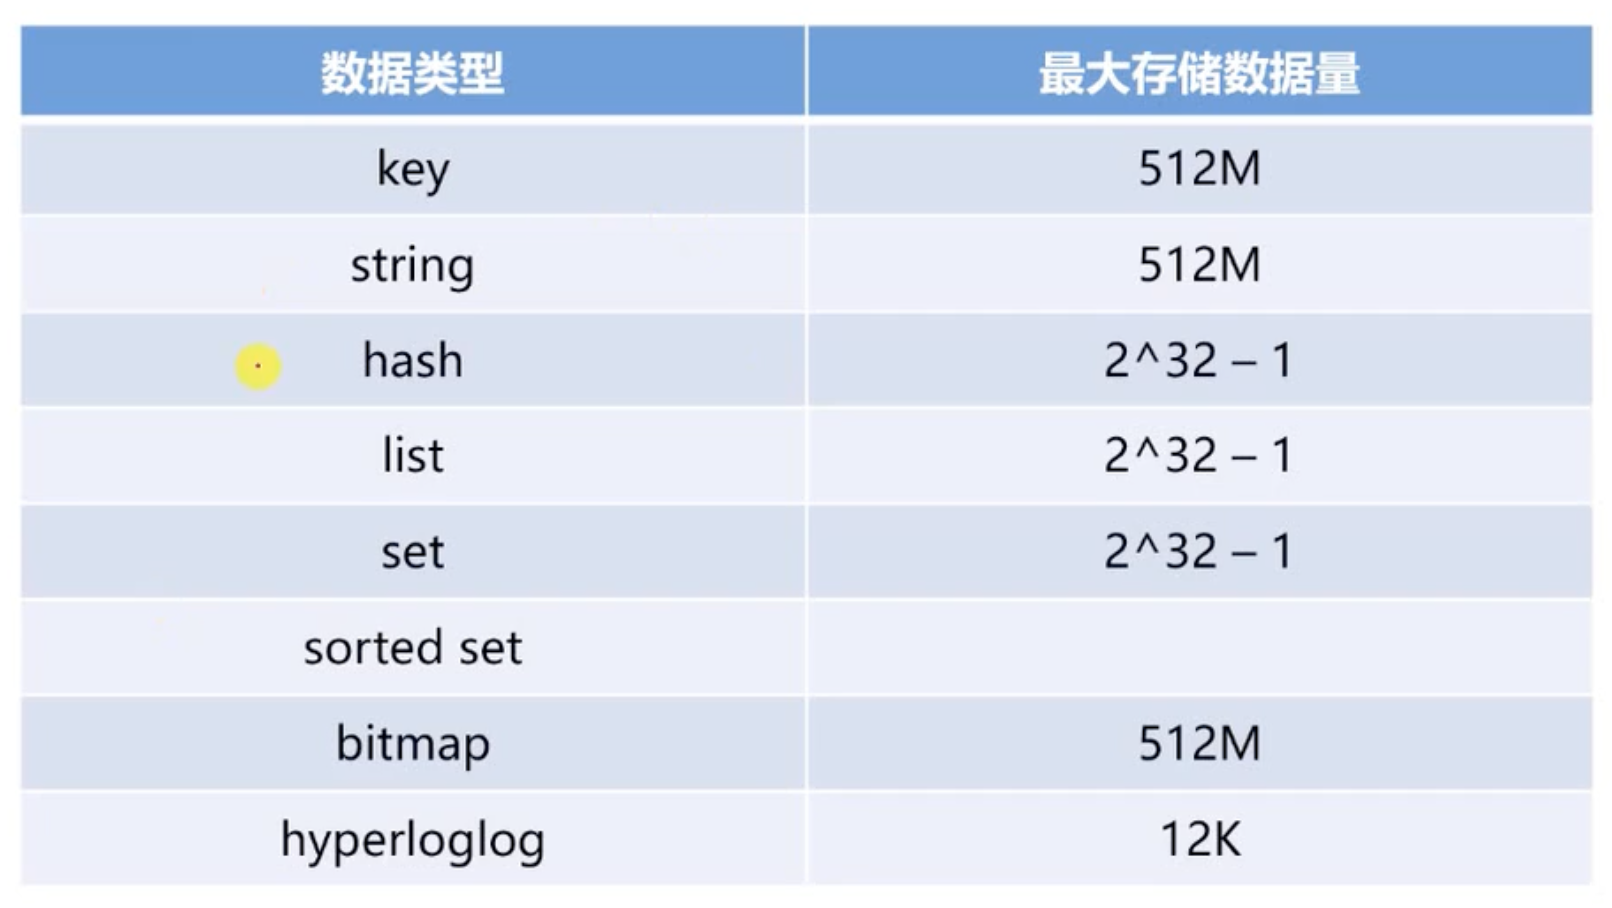 数据类型 最大存储数据量
key 512M
string 512M
hash 2^32 – 1
list 2^32 – 1
set 2^32 – 1
sorted set
bitmap 512M
hyperloglog 12K